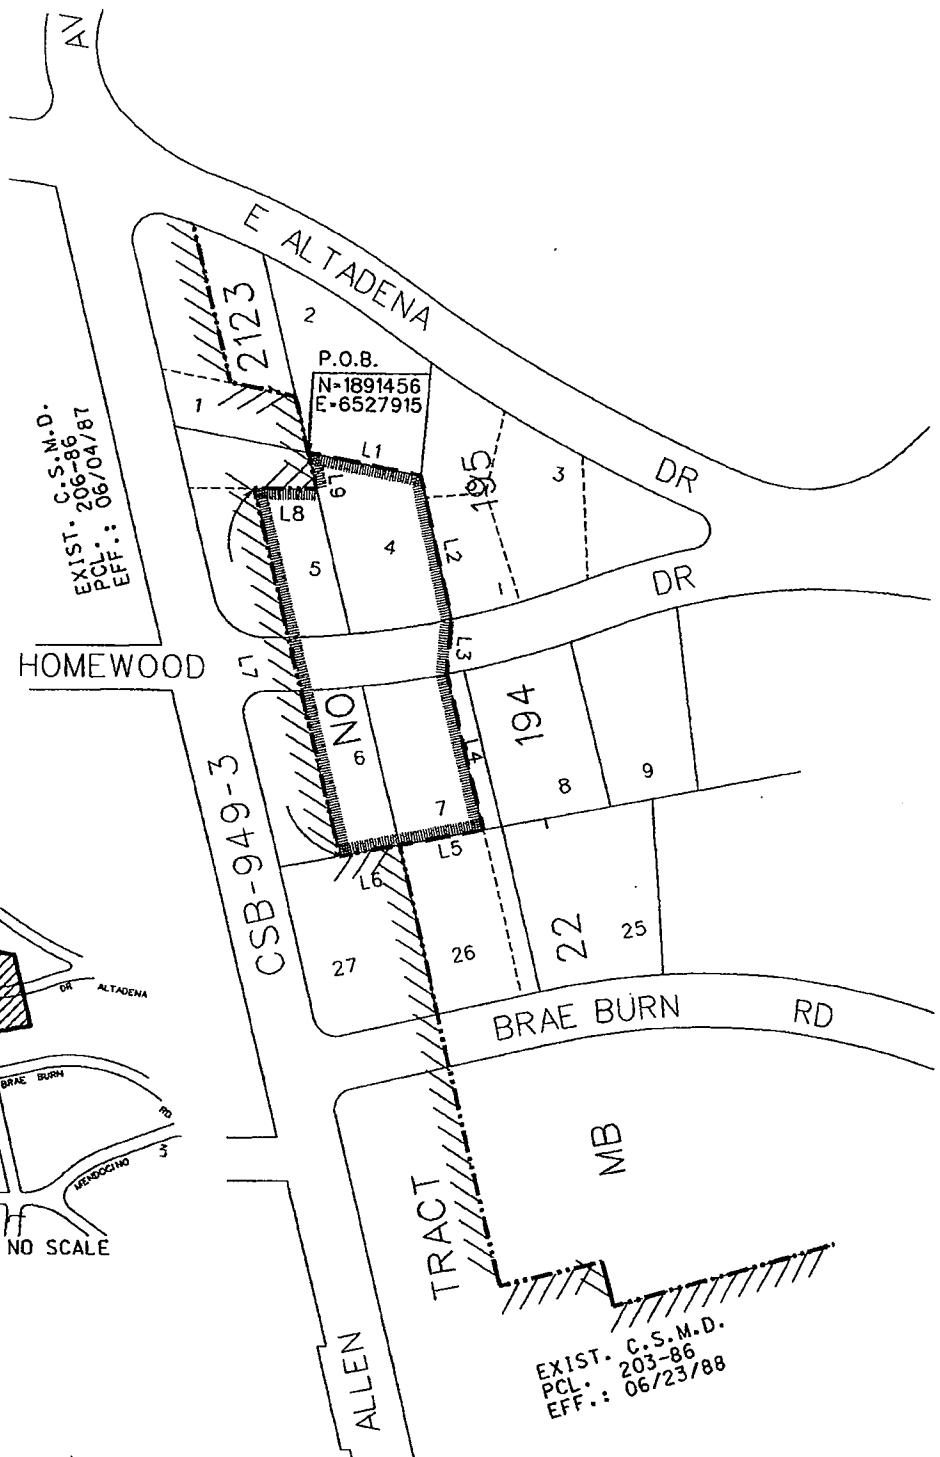 AV
E ALTADENA
DR
2123
2
P.O.B.
N=1891456
E=6527915
1
L1
L9
195
3
EXIST. C.S.M.D.
PCL. 206-86
EFF.: 06/04/87
L8
5
4
L2
DR
HOMEWOOD
L7
L3
NO
194
6
L4
7
8
9
CSB-949-3
L5
L6
27
26
22
25
DR ALTADENA
BRAE BURN
RD
BRAE BURN RD
MENDOCINO
3
NO SCALE
MB
TRACT
ALLEN
EXIST. C.S.M.D.
PCL. 203-86
EFF.: 06/23/88